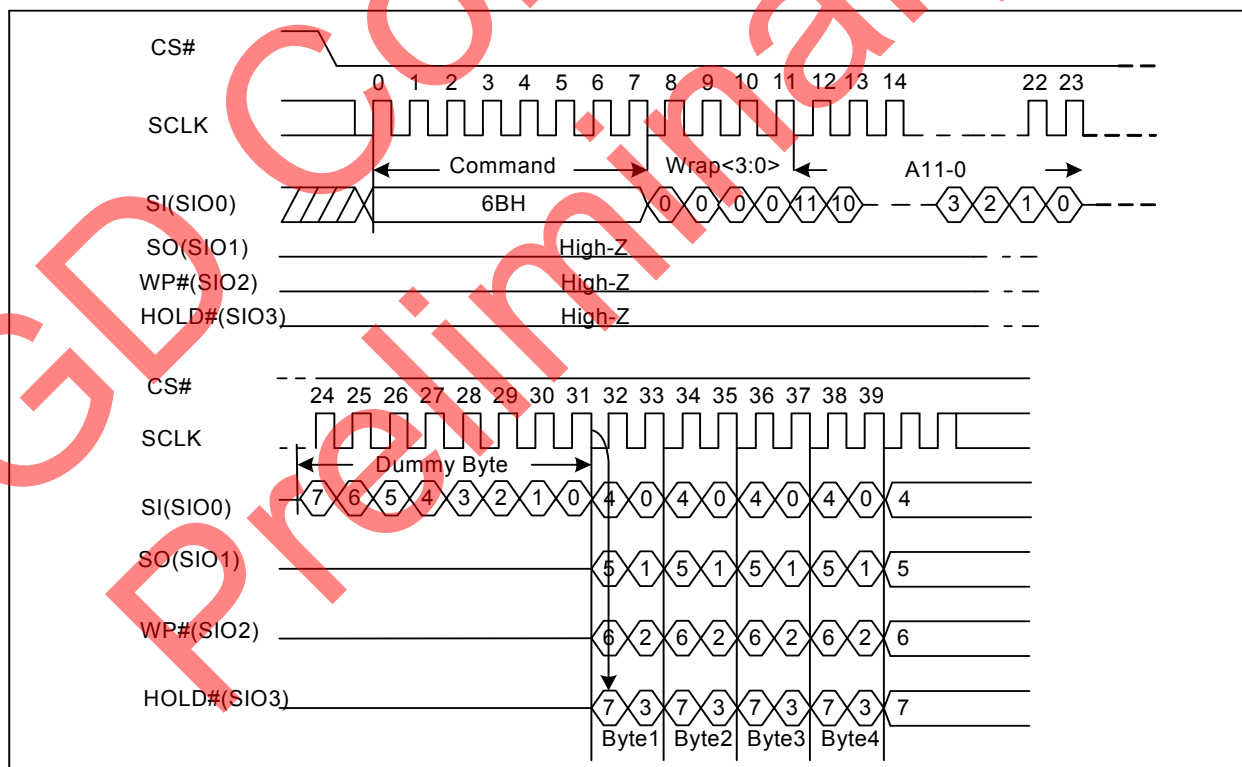 CS#
0 1 2 3 4 5 6 7 8 9 10 11 12 13 14 22 23
SCLK
Command Wrap<3:0> A11-0
SI(SIO0) 6BH 0 0 0 0 11 10 3 2 1 0
SO(SIO1) High-Z
WP#(SIO2) High-Z
HOLD#(SIO3) High-Z
CS#
24 25 26 27 28 29 30 31 32 33 34 35 36 37 38 39
SCLK
Dummy Byte
SI(SIO0) 7 6 5 4 3 2 1 0 4 0 4 0 4 0 4 0 4
SO(SIO1) 5 1 5 1 5 1 5 1 5
WP#(SIO2) 6 2 6 2 6 2 6 2 6
HOLD#(SIO3) 7 3 7 3 7 3 7 3 7
Byte1 Byte2 Byte3 Byte4
GD Co
Preliminar